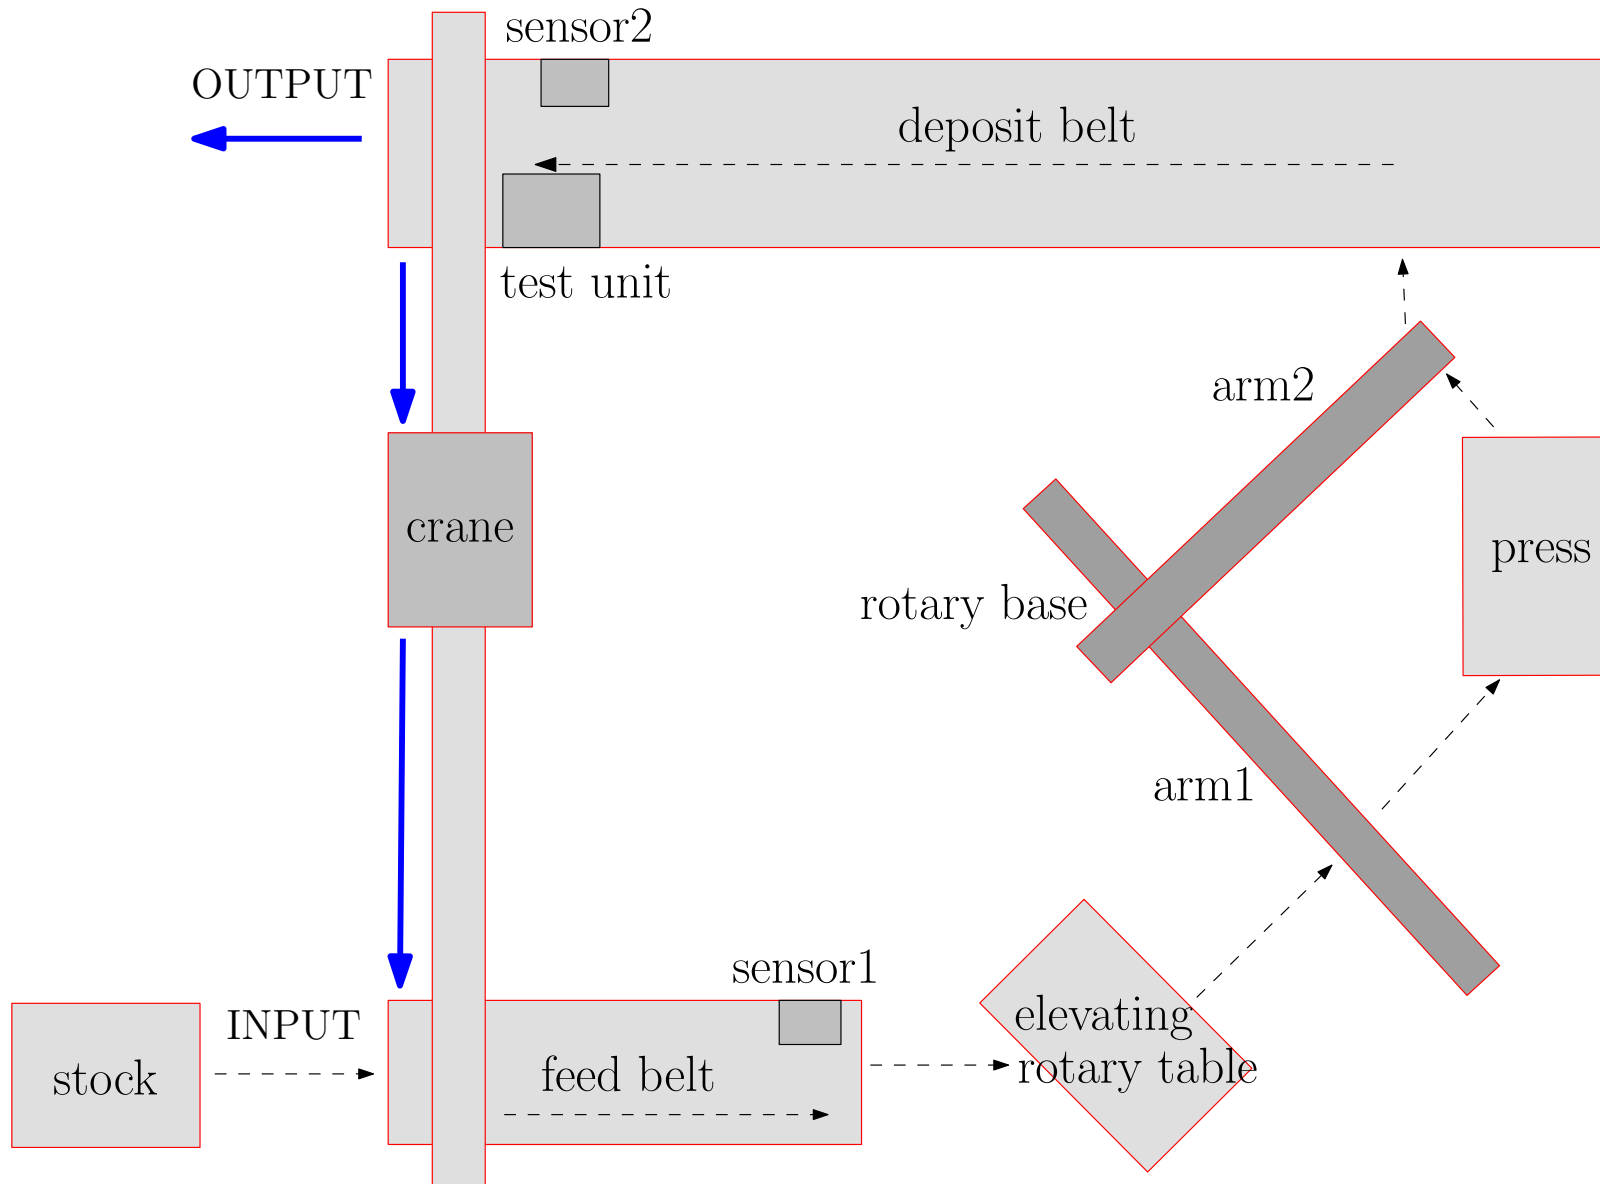 sensor2
OUTPUT
deposit belt
test unit
arm2
crane
press
rotary base
arm1
sensor1
INPUT
elevating
rotary table
stock
feed belt